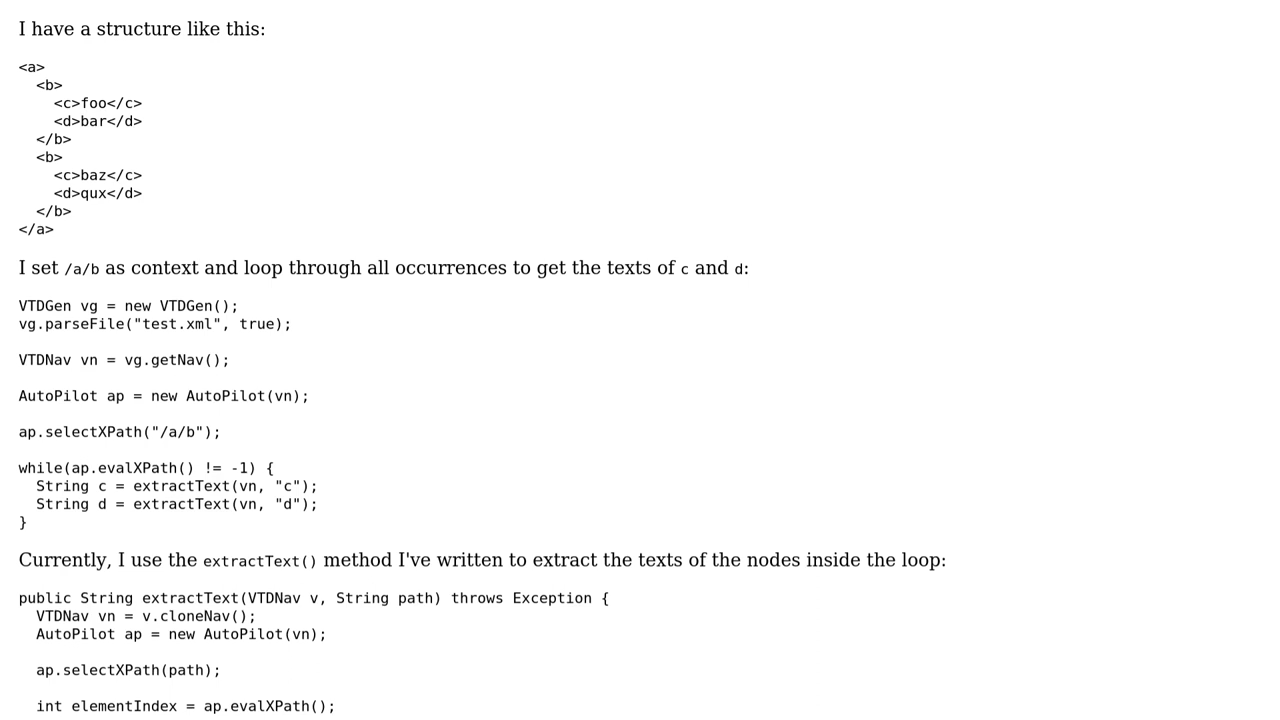 I have a structure like this:
<a>
  <b>
    <c>foo</c>
    <d>bar</d>
  </b>
  <b>
    <c>baz</c>
    <d>qux</d>
  </b>
</a>
I set /a/b as context and loop through all occurrences to get the texts of c and d:
VTDGen vg = new VTDGen();
vg.parseFile("test.xml", true);
VTDNav vn = vg.getNav();
AutoPilot ap = new AutoPilot(vn);
ap.selectXPath("/a/b");
while(ap.evalXPath() != -1) {
  String c = extractText(vn, "c");
  String d = extractText(vn, "d");
}
Currently, I use the extractText() method I've written to extract the texts of the nodes inside the loop:
public String extractText(VTDNav v, String path) throws Exception {
  VTDNav vn = v.cloneNav();
  AutoPilot ap = new AutoPilot(vn);
  ap.selectXPath(path);
  int elementIndex = ap.evalXPath();